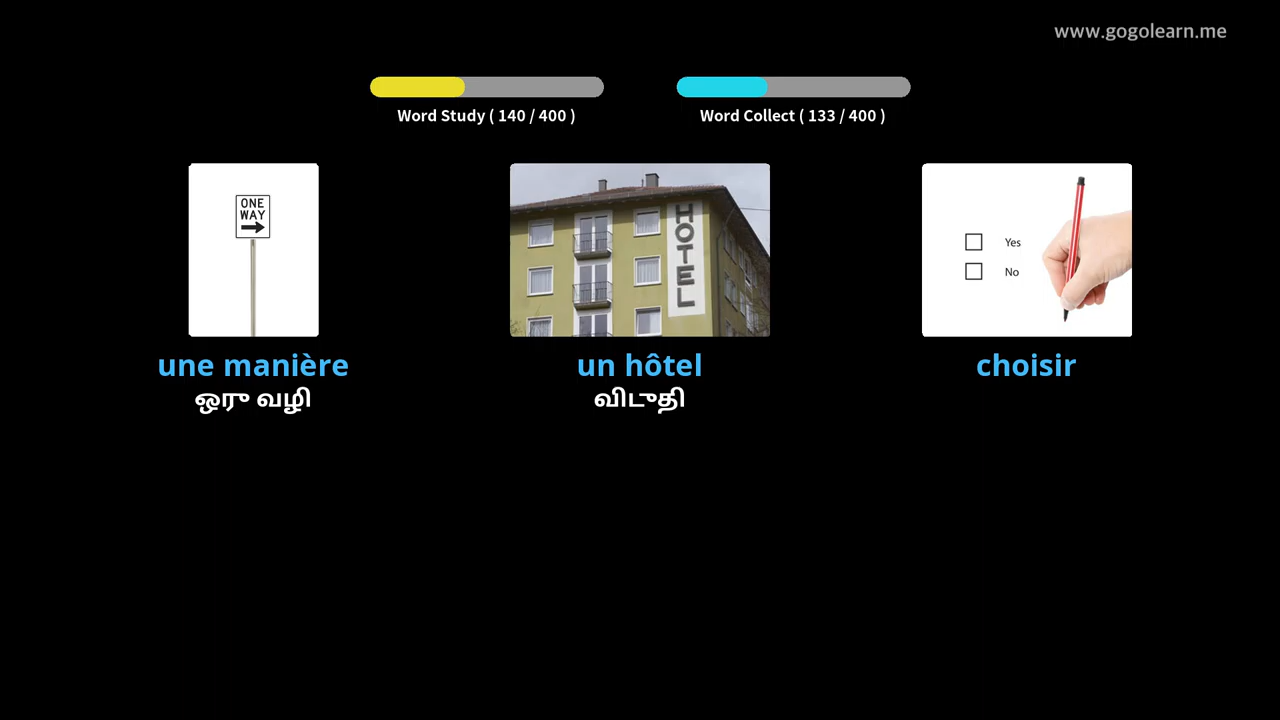 www.gogolearn.me
Word Study ( 140 / 400 )
Word Collect ( 133 / 400 )
ONE
WAY
HOTEL
Yes
No
une manière
un hôtel
choisir
ஒரு வழி
விடுதி